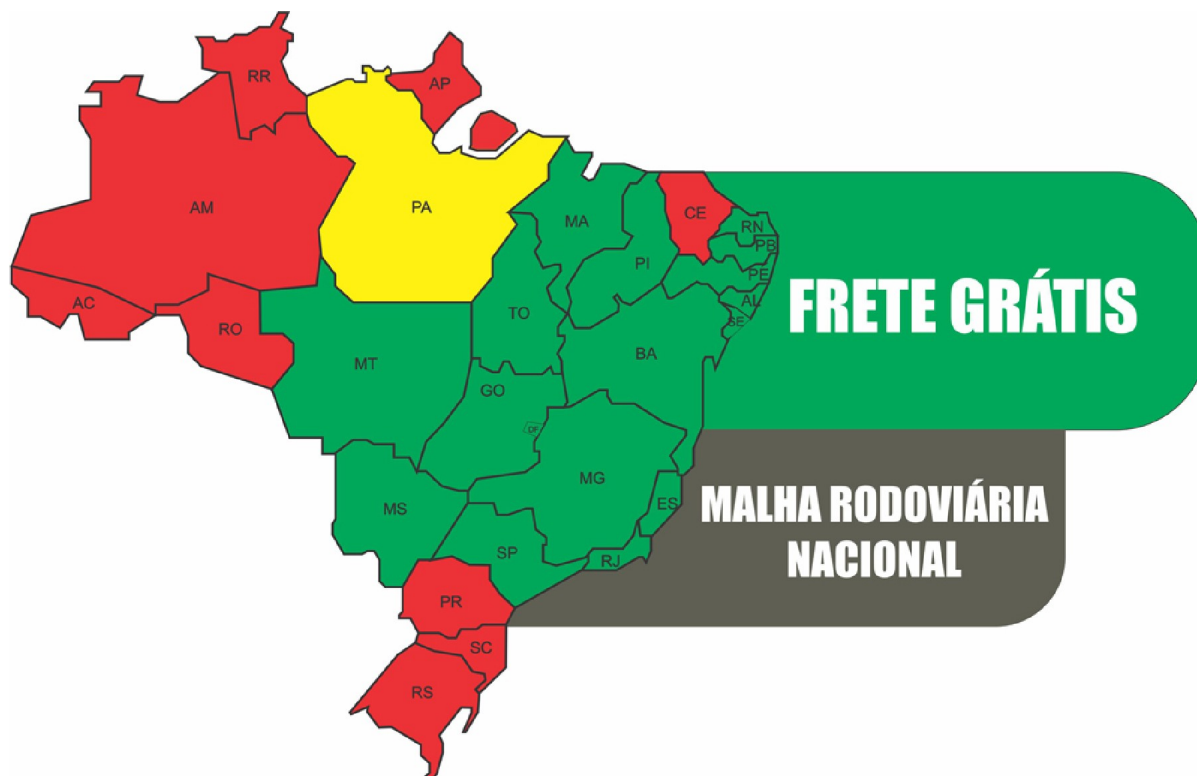 RR
AP
AM
PA
MA
CE
RN
PB
PI
PE
AL
SE
AC
RO
TO
BA
MT
GO
DF
MG
ES
MS
SP
RJ
PR
SC
RS
FRETE GRÁTIS
MALHA RODOVIÁRIA
NACIONAL